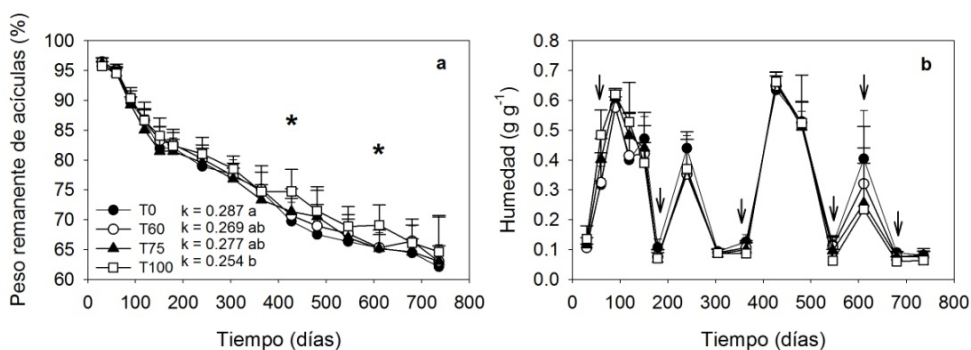 Peso remanente de acículas (%)
100
95
90
85
80
75
70
65
60
a
*
*
T0 k = 0.287 a
T60 k = 0.269 ab
T75 k = 0.277 ab
T100 k = 0.254 b
0 100 200 300 400 500 600 700 800
Tiempo (días)
Humedad (g g⁻¹)
0.8
0.7
0.6
0.5
0.4
0.3
0.2
0.1
0.0
b
0 100 200 300 400 500 600 700 800
Tiempo (días)